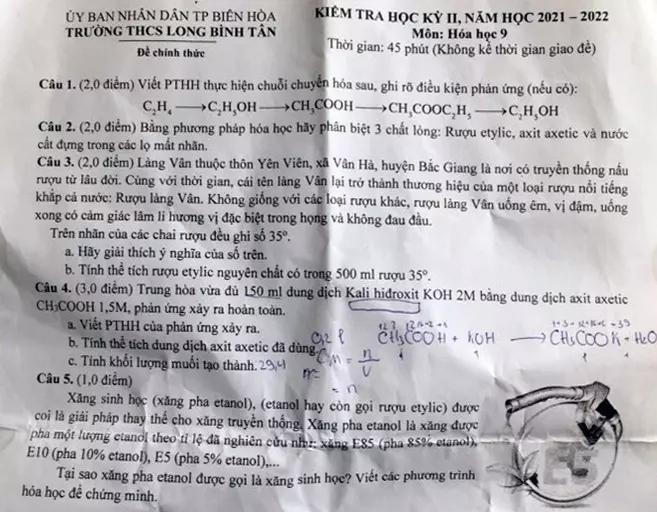 ỦY BAN NHÂN DÂN TP BIÊN HÒA
TRƯỜNG THCS LONG BÌNH TÂN
Đề chính thức
KIỂM TRA HỌC KỲ II, NĂM HỌC 2021 – 2022
Môn: Hóa học 9
Thời gian: 45 phút (Không kể thời gian giao đề)
Câu 1. (2,0 điểm) Viết PTHH thực hiện chuỗi chuyển hóa sau, ghi rõ điều kiện phản ứng (nếu có):
C₂H₄ ⟶ C₂H₅OH ⟶ CH₃COOH ⟶ CH₃COOC₂H₅ ⟶ C₂H₅OH
Câu 2. (2,0 điểm) Bằng phương pháp hóa học hãy phân biệt 3 chất lỏng: Rượu etylic, axit axetic và nước
cất đựng trong các lọ mất nhãn.
Câu 3. (2,0 điểm) Làng Vân thuộc thôn Yên Viên, xã Vân Hà, huyện Bắc Giang là nơi có truyền thống nấu
rượu từ lâu đời. Cùng với thời gian, cái tên làng Vân lại trở thành thương hiệu của một loại rượu nổi tiếng
khắp cả nước: Rượu làng Vân. Không giống với các loại rượu khác, rượu làng Vân uống êm, vị đậm, uống
xong có cảm giác lâm li hương vị đặc biệt trong họng và không đau đầu.
Trên nhãn của các chai rượu đều ghi số 35º.
a. Hãy giải thích ý nghĩa của số trên.
b. Tính thể tích rượu etylic nguyên chất có trong 500 ml rượu 35º.
Câu 4. (3,0 điểm) Trung hòa vừa đủ 150 ml dung dịch Kali hiđroxit KOH 2M bằng dung dịch axit axetic
CH₃COOH 1,5M, phản ứng xảy ra hoàn toàn.
a. Viết PTHH của phản ứng xảy ra.
b. Tính thể tích dung dịch axit axetic đã dùng.
c. Tính khối lượng muối tạo thành. 29,4
0,2 l
CM = n/V
m=
= n
CH₃COOH + KOH ⟶ CH₃COOK + H₂O
1 1 1
Câu 5. (1,0 điểm)
Xăng sinh học (xăng pha etanol), (etanol hay còn gọi rượu etylic) được
coi là giải pháp thay thế cho xăng truyền thống. Xăng pha etanol là xăng được
pha một lượng etanol theo tỉ lệ đã nghiên cứu như: xăng E85 (pha 85% etanol),
E10 (pha 10% etanol), E5 (pha 5% etanol),...
Tại sao xăng pha etanol được gọi là xăng sinh học? Viết các phương trình
hóa học để chứng minh.
E5